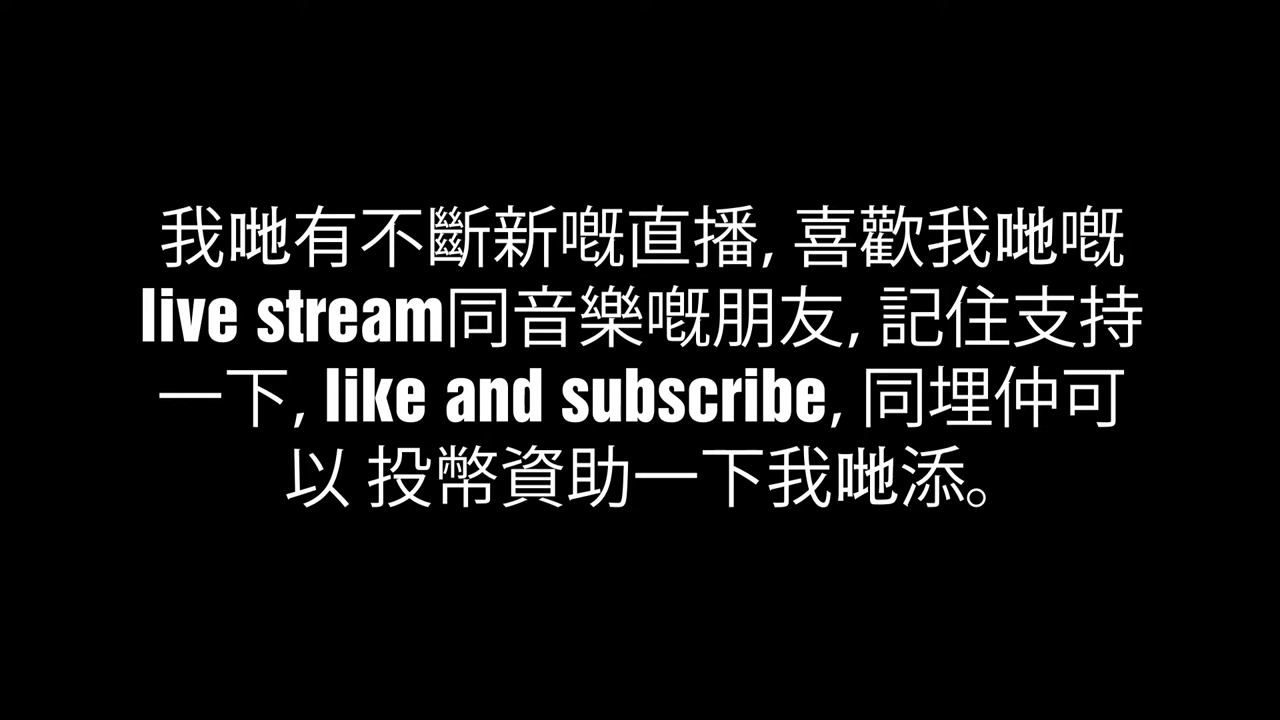 我哋有不斷新嘅直播, 喜歡我哋嘅
live stream同音樂嘅朋友, 記住支持
一下, like and subscribe, 同埋仲可
以 投幣資助一下我哋添。